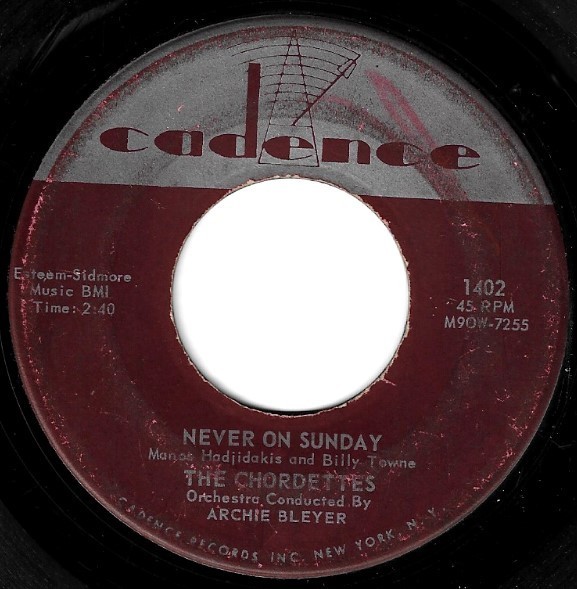 cadence
Esteem-Sidmore
Music BMI
Time: 2:40
1402
45 RPM
M9OW-7255
NEVER ON SUNDAY
Manos Hadjidakis and Billy Towne
THE CHORDETTES
Orchestra Conducted By
ARCHIE BLEYER
CADENCE RECORDS INC. NEW YORK, N.Y.